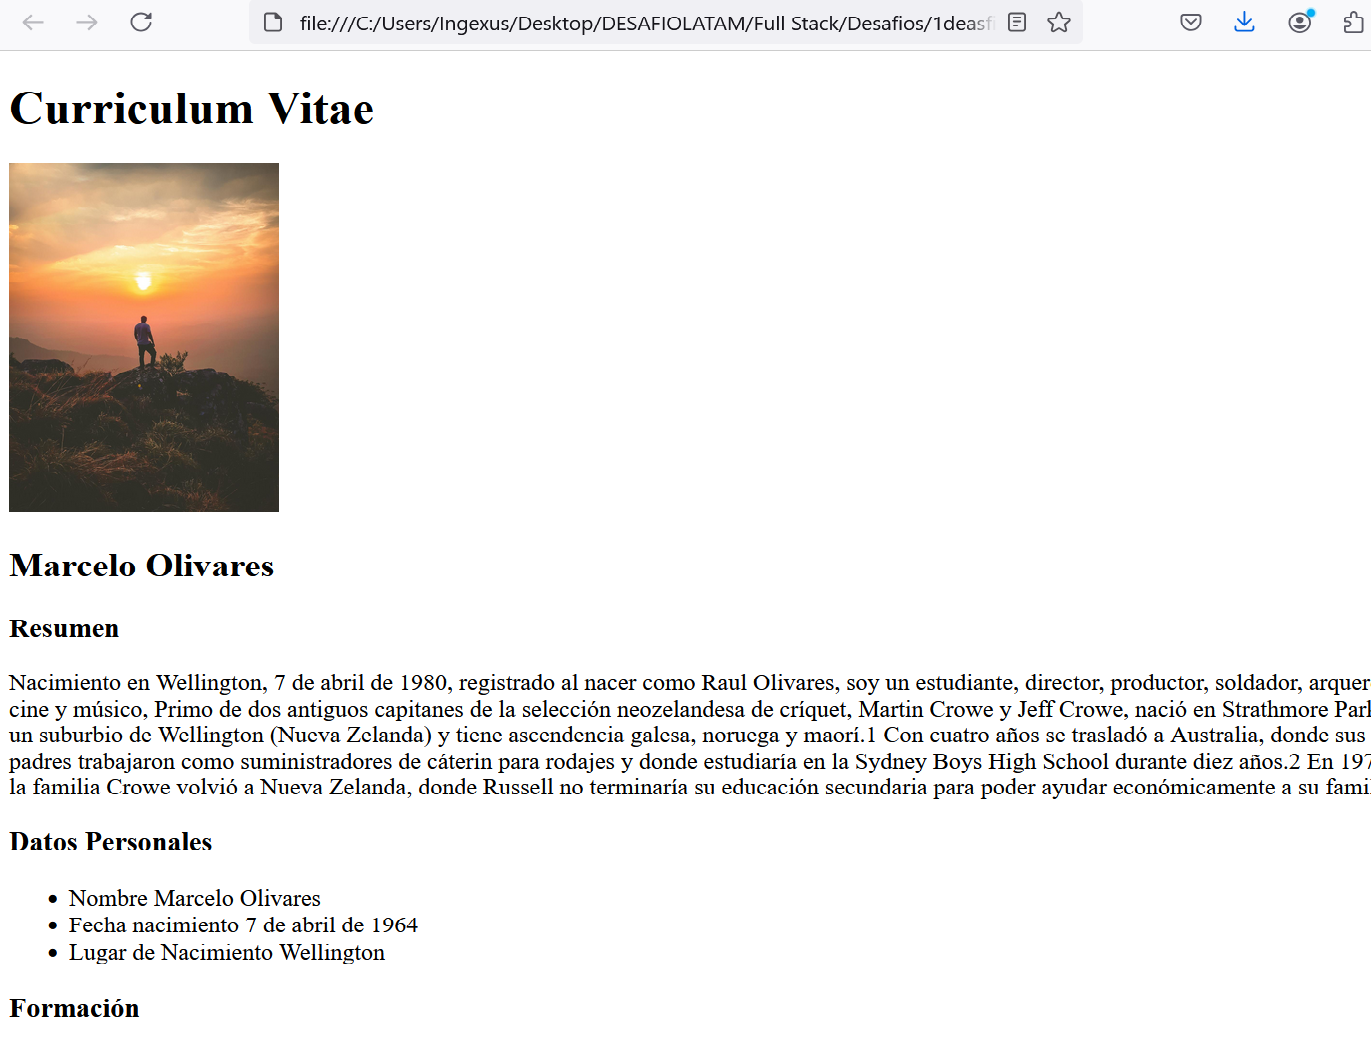 file:///C:/Users/Ingexus/Desktop/DESAFIOLATAM/Full Stack/Desafios/1deasf
Curriculum Vitae
Marcelo Olivares
Resumen
Nacimiento en Wellington, 7 de abril de 1980, registrado al nacer como Raul Olivares, soy un estudiante, director, productor, soldador, arquer
cine y músico, Primo de dos antiguos capitanes de la selección neozelandesa de críquet, Martin Crowe y Jeff Crowe, nació en Strathmore Park
un suburbio de Wellington (Nueva Zelanda) y tiene ascendencia galesa, noruega y maorí.1 Con cuatro años se trasladó a Australia, donde sus
padres trabajaron como suministradores de cáterin para rodajes y donde estudiaría en la Sydney Boys High School durante diez años.2 En 197
la familia Crowe volvió a Nueva Zelanda, donde Russell no terminaría su educación secundaria para poder ayudar económicamente a su famil
Datos Personales
• Nombre Marcelo Olivares
• Fecha nacimiento 7 de abril de 1964
• Lugar de Nacimiento Wellington
Formación